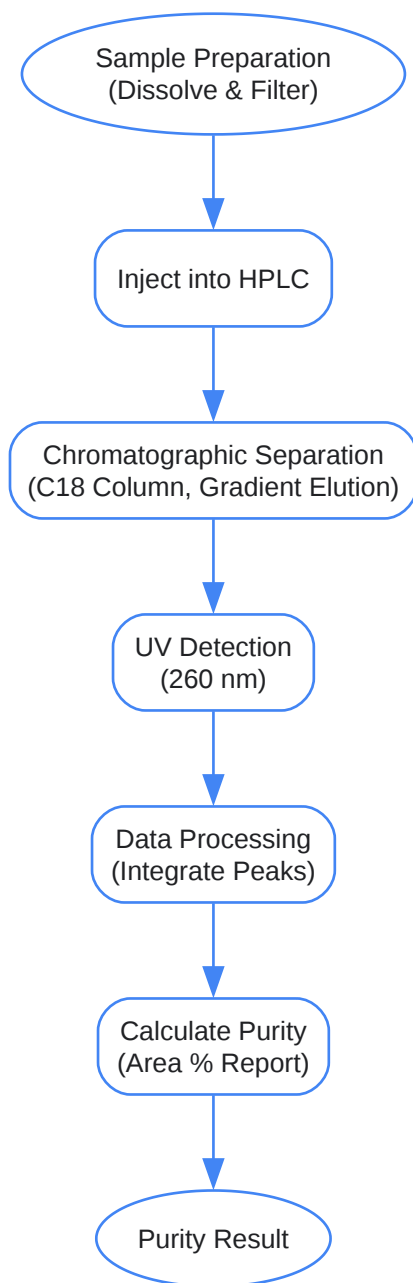 Sample Preparation
(Dissolve & Filter)
Inject into HPLC
Chromatographic Separation
(C18 Column, Gradient Elution)
UV Detection
(260 nm)
Data Processing
(Integrate Peaks)
Calculate Purity
(Area % Report)
Purity Result